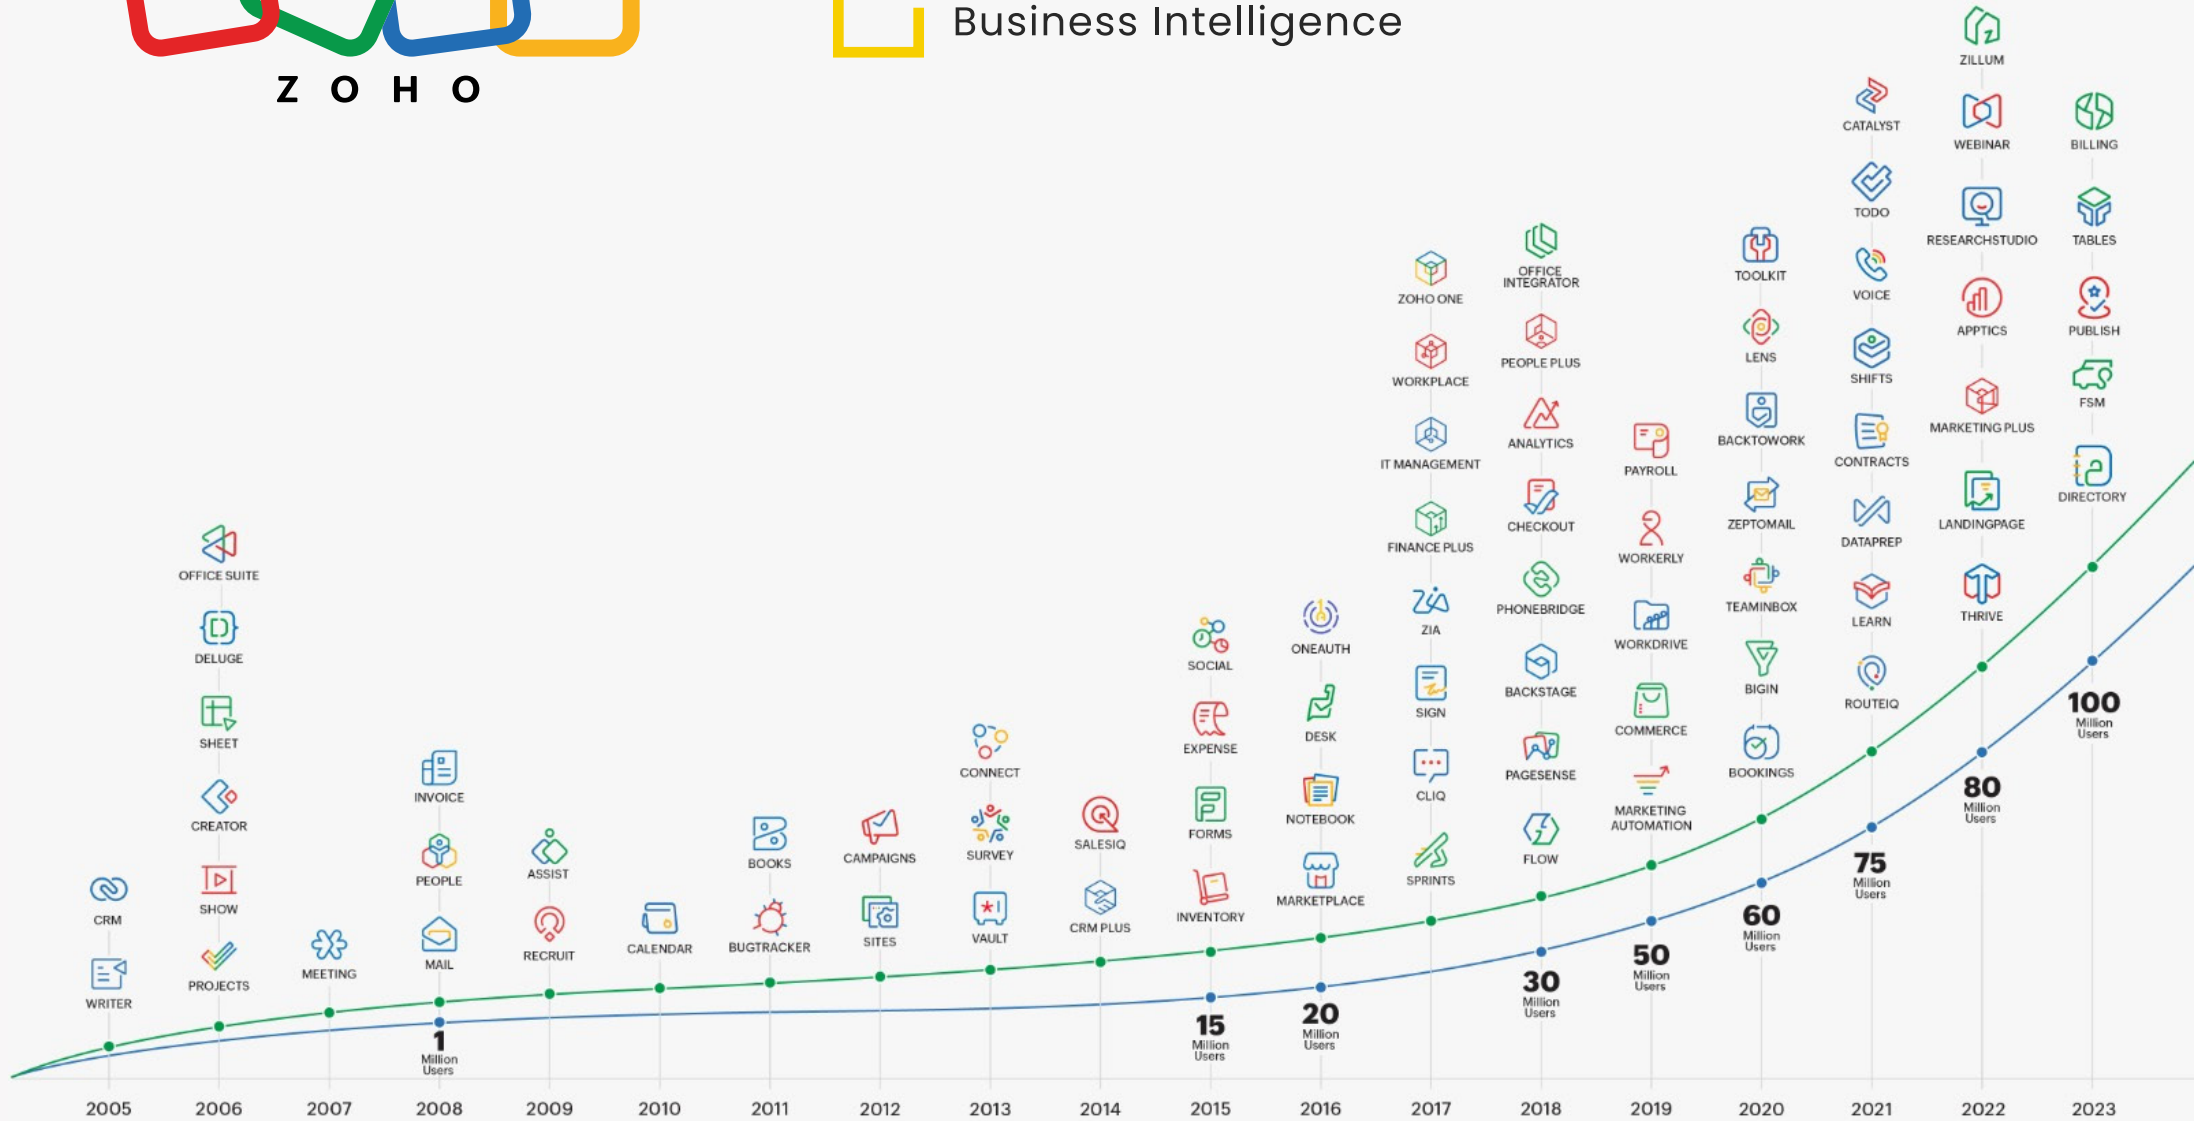 ZOHO
Business Intelligence
CRM
WRITER
OFFICE SUITE
DELUGE
SHEET
CREATOR
SHOW
PROJECTS
MEETING
INVOICE
PEOPLE
MAIL
1
Million
Users
ASSIST
RECRUIT
CALENDAR
BOOKS
BUGTRACKER
CAMPAIGNS
SITES
CONNECT
SURVEY
VAULT
SALESIQ
CRM PLUS
SOCIAL
EXPENSE
FORMS
INVENTORY
15
Million
Users
ONEAUTH
DESK
NOTEBOOK
MARKETPLACE
20
Million
Users
ZOHO ONE
WORKPLACE
IT MANAGEMENT
FINANCE PLUS
ZIA
SIGN
CLIQ
SPRINTS
OFFICE
INTEGRATOR
PEOPLE PLUS
ANALYTICS
CHECKOUT
PHONEBRIDGE
BACKSTAGE
PAGESENSE
FLOW
30
Million
Users
PAYROLL
WORKERLY
WORKDRIVE
COMMERCE
MARKETING
AUTOMATION
50
Million
Users
TOOLKIT
LENS
BACKTOWORK
ZEPTOMAIL
TEAMINBOX
BIGIN
BOOKINGS
60
Million
Users
CATALYST
TODO
VOICE
SHIFTS
CONTRACTS
DATAPREP
LEARN
ROUTEIQ
75
Million
Users
ZILLUM
WEBINAR
RESEARCHSTUDIO
APPTICS
MARKETING PLUS
LANDINGPAGE
THRIVE
80
Million
Users
BILLING
TABLES
PUBLISH
FSM
DIRECTORY
100
Million
Users
2005 2006 2007 2008 2009 2010 2011 2012 2013 2014 2015 2016 2017 2018 2019 2020 2021 2022 2023